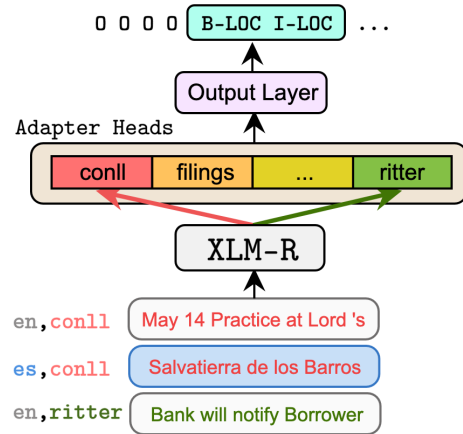 O O O O B-LOC I-LOC ...
Output Layer
Adapter Heads
conll filings ... ritter
XLM-R
en,conll May 14 Practice at Lord 's
es,conll Salvatierra de los Barros
en,ritter Bank will notify Borrower